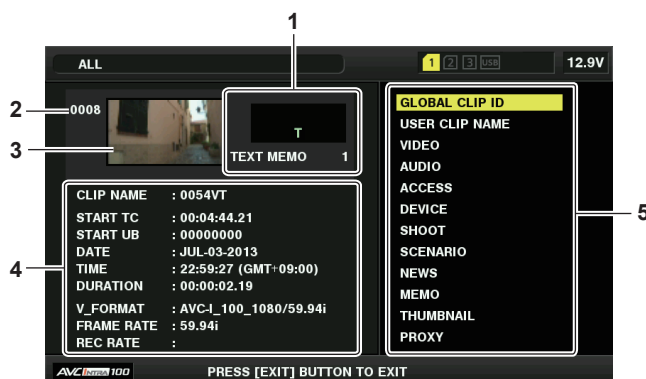 1
ALL
1 2 3 USB
12.9V
2
0008
3
T
TEXT MEMO 1
4
CLIP NAME : 0054VT
START TC : 00:04:44.21
START UB : 00000000
DATE : JUL-03-2013
TIME : 22:59:27 (GMT+09:00)
DURATION : 00:00:02.19
V_FORMAT : AVC-I_100_1080/59.94i
FRAME RATE : 59.94i
REC RATE :
GLOBAL CLIP ID
USER CLIP NAME
VIDEO
AUDIO
ACCESS
DEVICE
SHOOT
SCENARIO
NEWS
MEMO
THUMBNAIL
PROXY
5
AVC INTRA 100
PRESS [EXIT] BUTTON TO EXIT